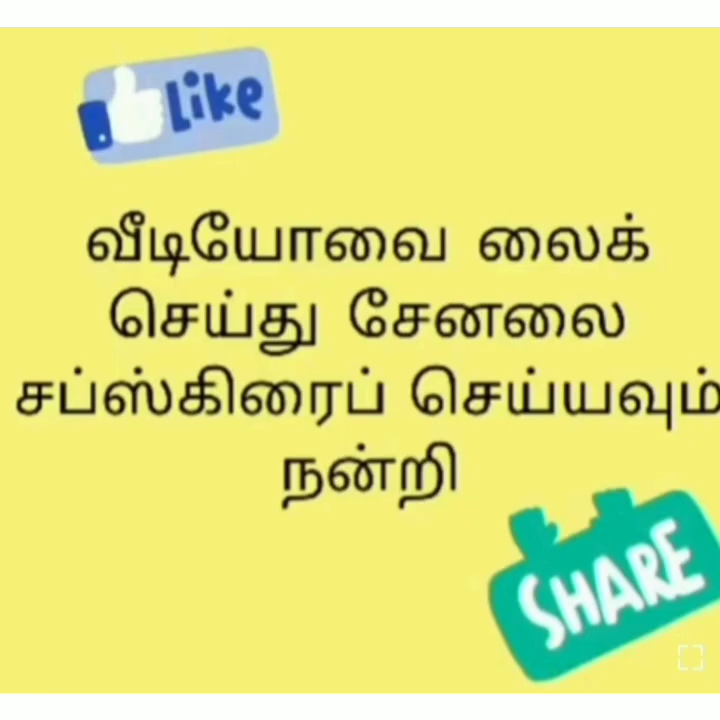 Like
வீடியோவை லைக்
செய்து சேனலை
சப்ஸ்கிரைப் செய்யவும்
நன்றி
SHARE